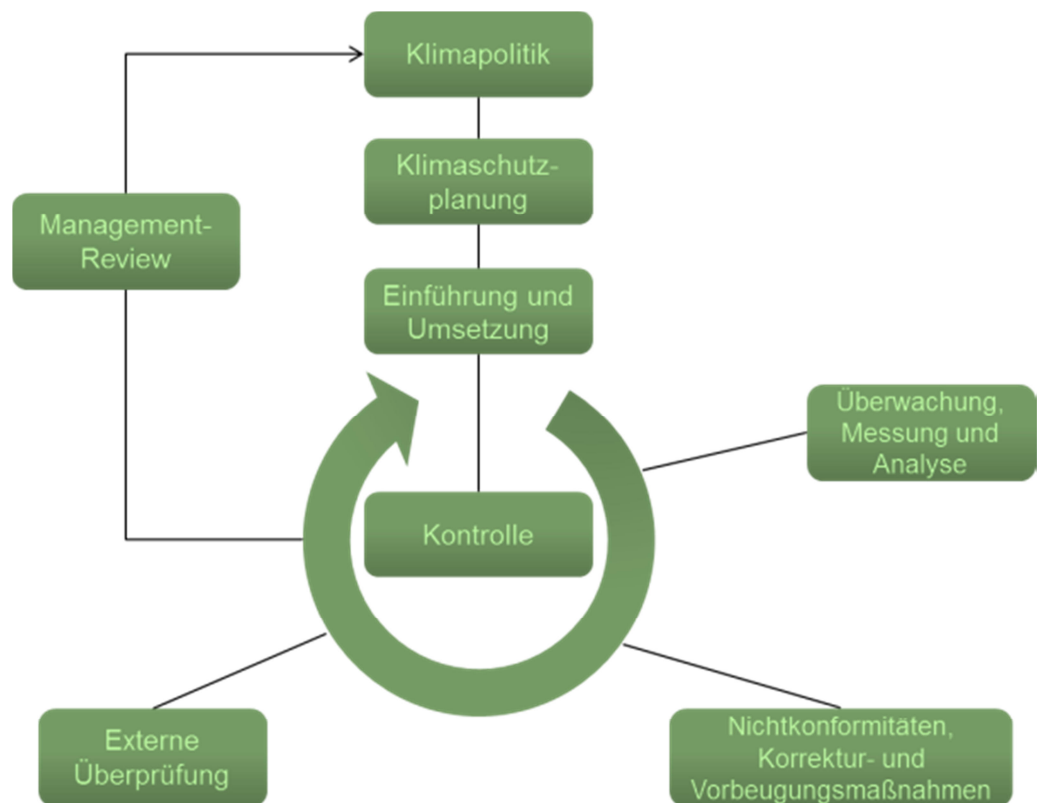 Klimapolitik
Klimaschutz-
planung
Management-
Review
Einführung und
Umsetzung
Überwachung,
Messung und
Analyse
Kontrolle
Externe
Überprüfung
Nichtkonformitäten,
Korrektur- und
Vorbeugungsmaßnahmen